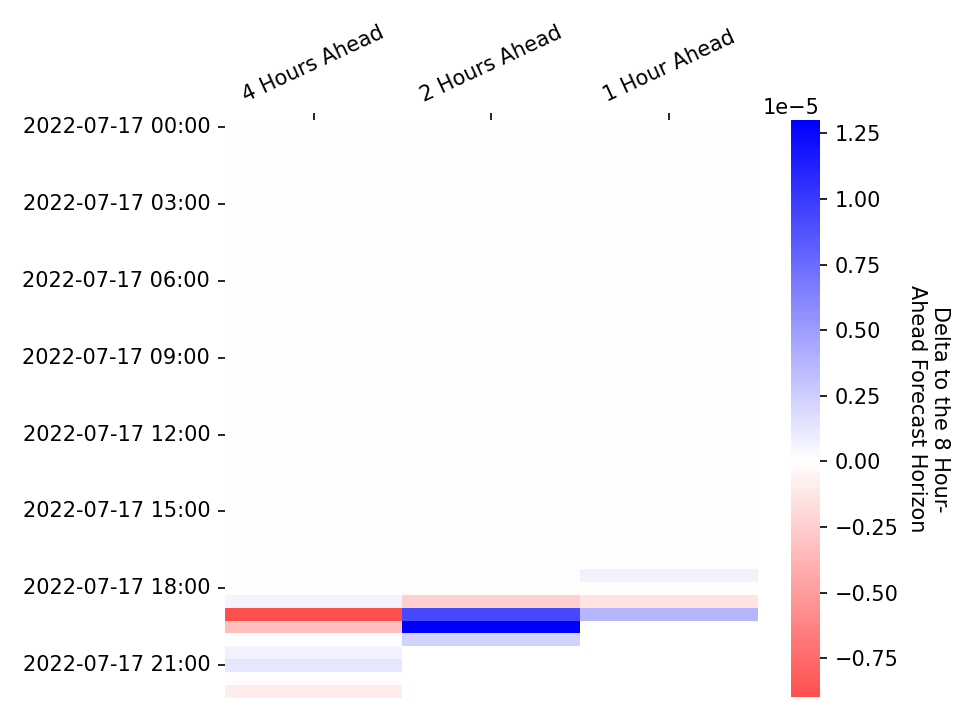 4 Hours Ahead
2 Hours Ahead
1 Hour Ahead
1e−5
2022-07-17 00:00
2022-07-17 03:00
2022-07-17 06:00
2022-07-17 09:00
2022-07-17 12:00
2022-07-17 15:00
2022-07-17 18:00
2022-07-17 21:00
1.25
1.00
0.75
0.50
0.25
0.00
−0.25
−0.50
−0.75
Delta to the 8 Hour-
Ahead Forecast Horizon